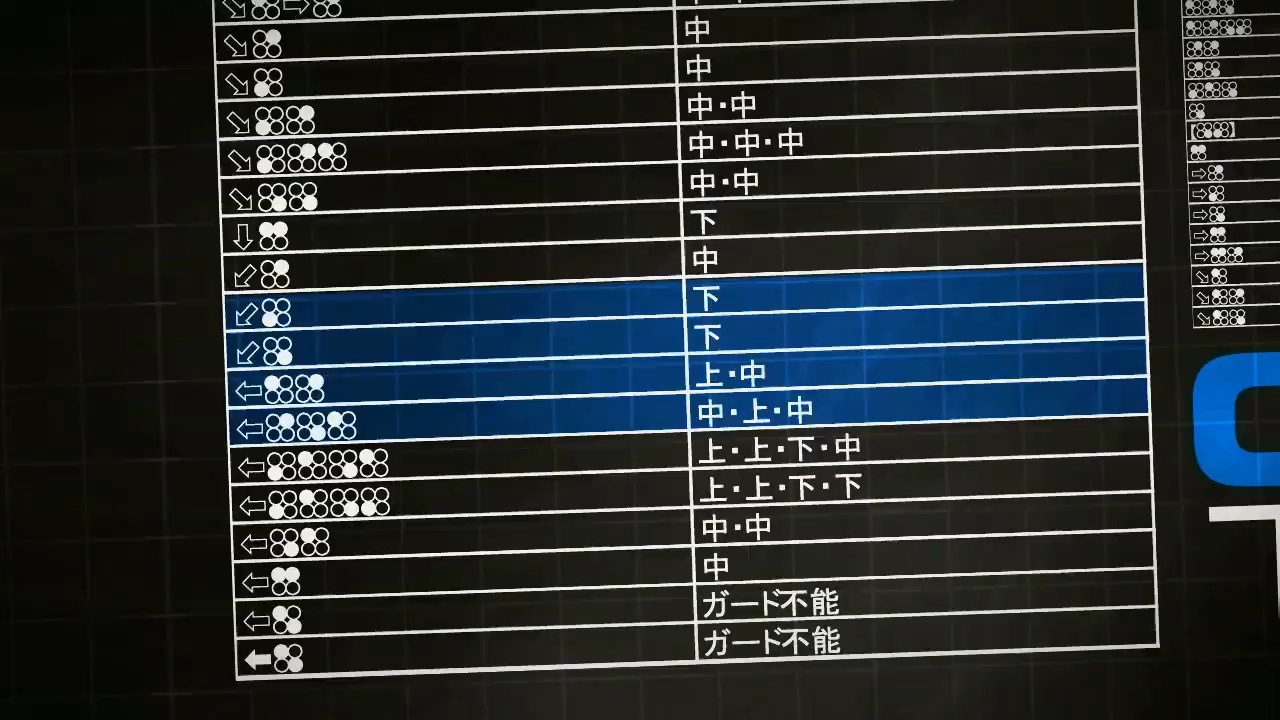 中
中
中・中
中・中・中
中・中
下
中
下
下
上・中
中・上・中
上・上・下・中
上・上・下・下
中・中
中
ガード不能
ガード不能